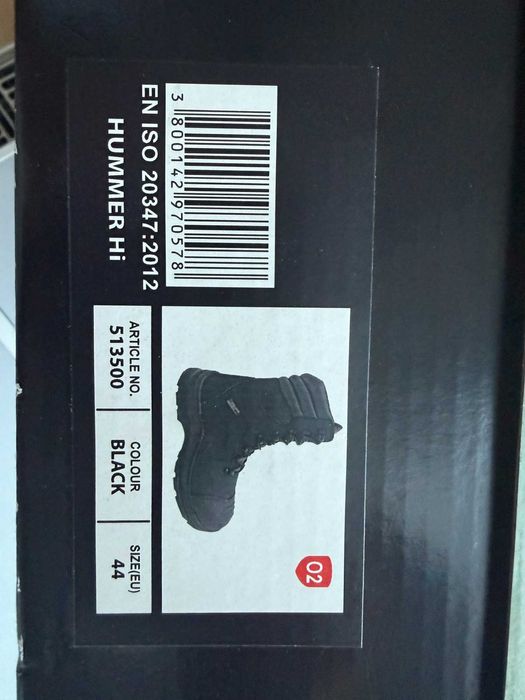 3 800142 970578
EN ISO 20347:2012
HUMMER Hi
O2
ARTICLE NO.
513500
COLOUR
BLACK
SIZE(EU)
44